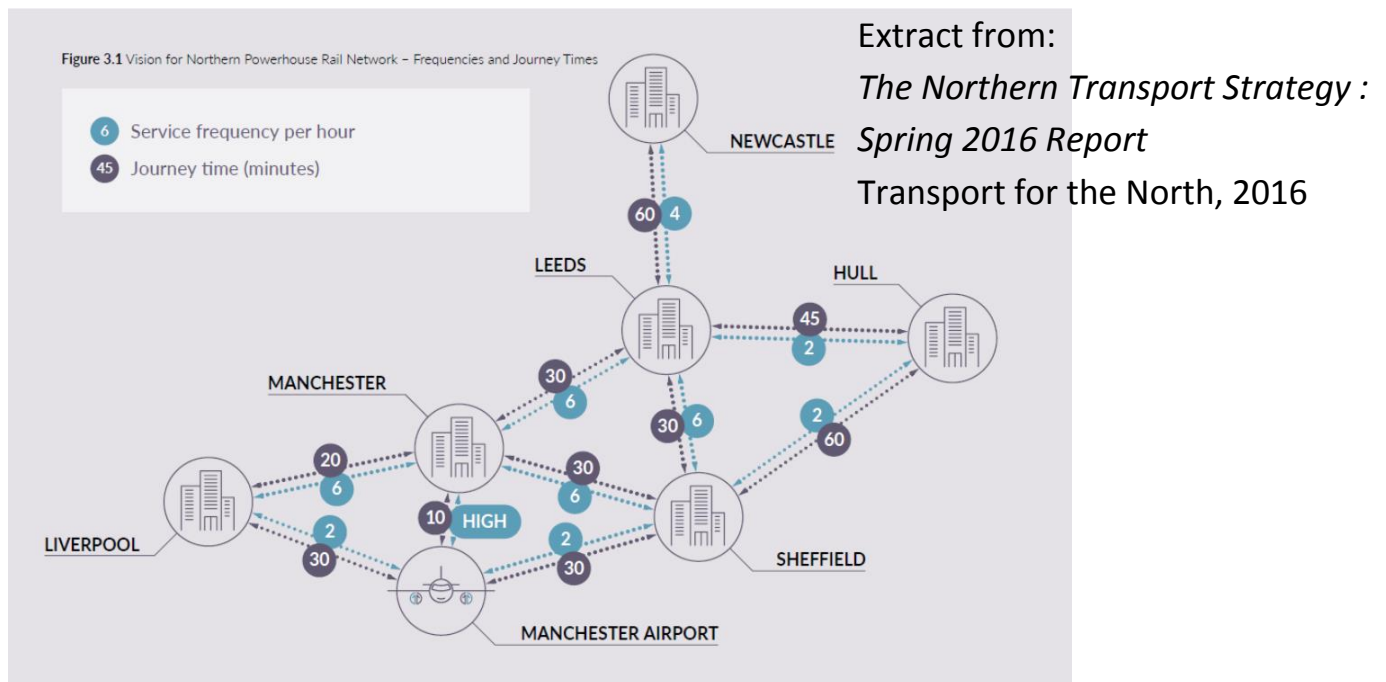 Figure 3.1 Vision for Northern Powerhouse Rail Network – Frequencies and Journey Times
6 Service frequency per hour
45 Journey time (minutes)
Extract from:
The Northern Transport Strategy :
Spring 2016 Report
Transport for the North, 2016
NEWCASTLE
60 4
LEEDS
HULL
45
2
MANCHESTER
30
6
30 6
2
60
20
6
30
6
10 HIGH
LIVERPOOL
2
30
2
30
SHEFFIELD
MANCHESTER AIRPORT